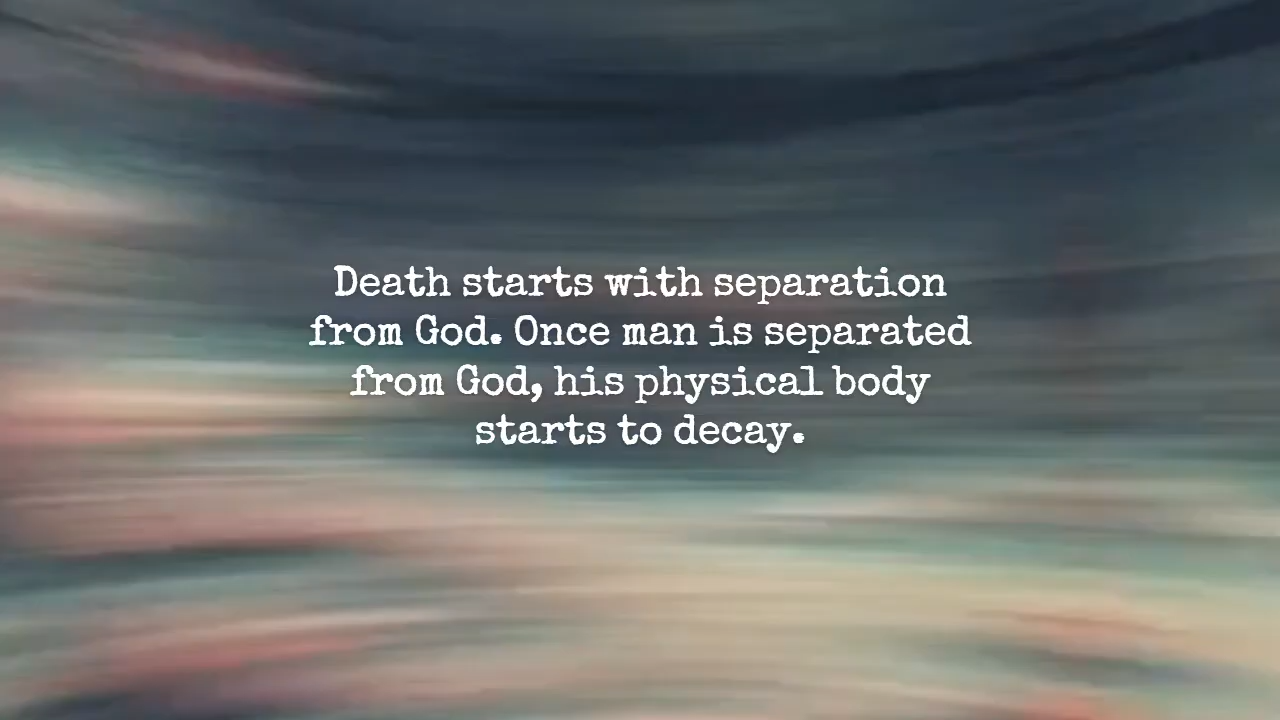 Death starts with separation
from God. Once man is separated
from God, his physical body
starts to decay.